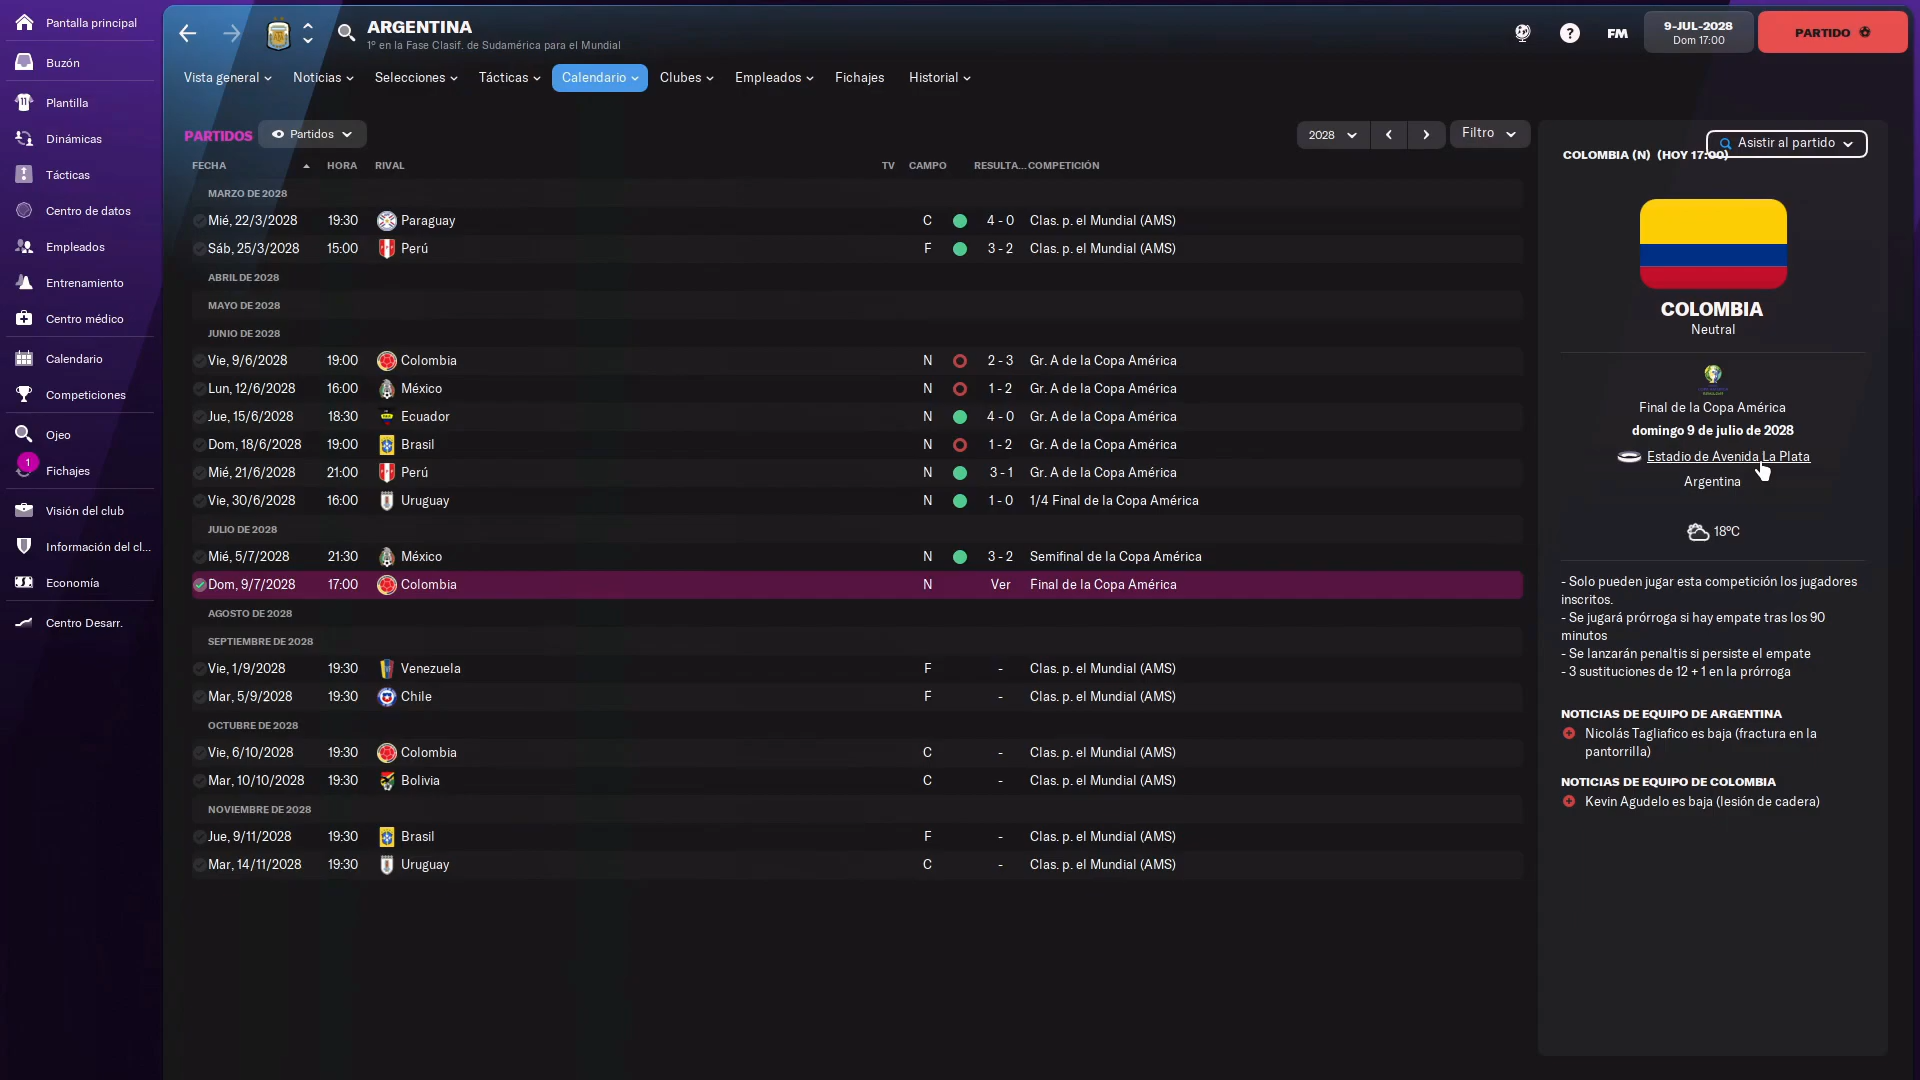 Pantalla principal
Buzón
Plantilla
Dinámicas
Tácticas
Centro de datos
Empleados
Entrenamiento
Centro médico
Calendario
Competiciones
Ojeo
1
Fichajes
Visión del club
Información del cl...
Economía
Centro Desarr.
ARGENTINA
1º en la Fase Clasif. de Sudamérica para el Mundial
? FM 9-JUL-2028 PARTIDO
Dom 17:00
Vista general Noticias Selecciones Tácticas Calendario Clubes Empleados Fichajes Historial
PARTIDOS Partidos 2028 Filtro
FECHA HORA RIVAL TV CAMPO RESULTA... COMPETICIÓN
MARZO DE 2028
Mié, 22/3/2028 19:30 Paraguay C 4 - 0 Clas. p. el Mundial (AMS)
Sáb, 25/3/2028 15:00 Perú F 3 - 2 Clas. p. el Mundial (AMS)
ABRIL DE 2028
MAYO DE 2028
JUNIO DE 2028
Vie, 9/6/2028 19:00 Colombia N 2 - 3 Gr. A de la Copa América
Lun, 12/6/2028 16:00 México N 1 - 2 Gr. A de la Copa América
Jue, 15/6/2028 18:30 Ecuador N 4 - 0 Gr. A de la Copa América
Dom, 18/6/2028 19:00 Brasil N 1 - 2 Gr. A de la Copa América
Mié, 21/6/2028 21:00 Perú N 3 - 1 Gr. A de la Copa América
Vie, 30/6/2028 16:00 Uruguay N 1 - 0 1/4 Final de la Copa América
JULIO DE 2028
Mié, 5/7/2028 21:30 México N 3 - 2 Semifinal de la Copa América
Dom, 9/7/2028 17:00 Colombia N Ver Final de la Copa América
AGOSTO DE 2028
SEPTIEMBRE DE 2028
Vie, 1/9/2028 19:30 Venezuela F - Clas. p. el Mundial (AMS)
Mar, 5/9/2028 19:30 Chile F - Clas. p. el Mundial (AMS)
OCTUBRE DE 2028
Vie, 6/10/2028 19:30 Colombia C - Clas. p. el Mundial (AMS)
Mar, 10/10/2028 19:30 Bolivia C - Clas. p. el Mundial (AMS)
NOVIEMBRE DE 2028
Jue, 9/11/2028 19:30 Brasil F - Clas. p. el Mundial (AMS)
Mar, 14/11/2028 19:30 Uruguay C - Clas. p. el Mundial (AMS)
Asistir al partido
COLOMBIA (N) (HOY 17:00)
COLOMBIA
Neutral
Final de la Copa América
domingo 9 de julio de 2028
Estadio de Avenida La Plata
Argentina
18ºC
- Solo pueden jugar esta competición los jugadores
inscritos.
- Se jugará prórroga si hay empate tras los 90
minutos
- Se lanzarán penaltis si persiste el empate
- 3 sustituciones de 12 + 1 en la prórroga
NOTICIAS DE EQUIPO DE ARGENTINA
Nicolás Tagliafico es baja (fractura en la
pantorrilla)
NOTICIAS DE EQUIPO DE COLOMBIA
Kevin Agudelo es baja (lesión de cadera)